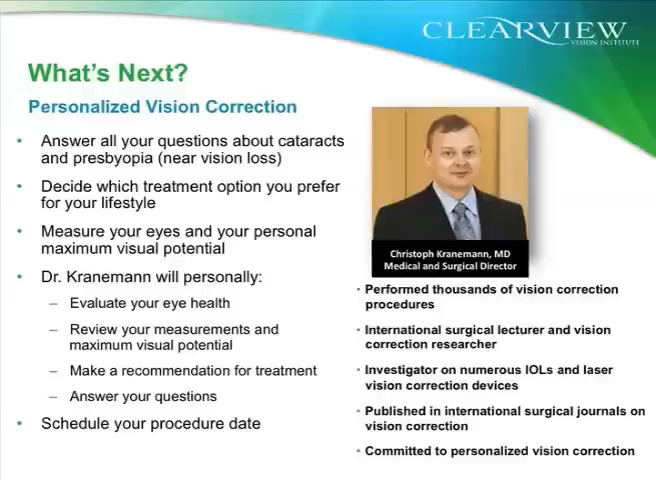 CLEARVIEW
VISION INSTITUTE
What's Next?
Personalized Vision Correction
• Answer all your questions about cataracts
and presbyopia (near vision loss)
• Decide which treatment option you prefer
for your lifestyle
• Measure your eyes and your personal
maximum visual potential
• Dr. Kranemann will personally:
– Evaluate your eye health
– Review your measurements and
maximum visual potential
– Make a recommendation for treatment
– Answer your questions
• Schedule your procedure date
Christoph Kranemann, MD
Medical and Surgical Director
• Performed thousands of vision correction
procedures
• International surgical lecturer and vision
correction researcher
• Investigator on numerous IOLs and laser
vision correction devices
• Published in international surgical journals on
vision correction
• Committed to personalized vision correction